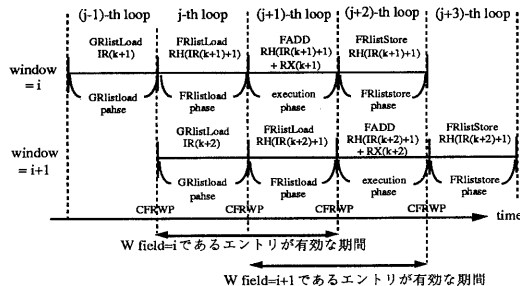 (j-1)-th loop j-th loop (j+1)-th loop (j+2)-th loop (j+3)-th loop
GRlistLoad FRlistLoad FADD FRlistStore
IR(k+1) RH(IR(k+1)+1) RH(IR(k+1)+1) RH(IR(k+1)+1)
+ RX(k+1)
window
= i
GRlistload FRlistload execution FRliststore
pahse phase phase phase
GRlistLoad FRlistLoad FADD FRlistStore
IR(k+2) RH(IR(k+2)+1) RH(IR(k+2)+1) RH(IR(k+2)+1)
+ RX(k+2)
window
= i+1
GRlistload FRlistload execution FRliststore
phase phase phase phase
CFRWP CFRWP CFRWP CFRWP time
W field=iであるエントリが有効な期間
W field=i+1であるエントリが有効な期間